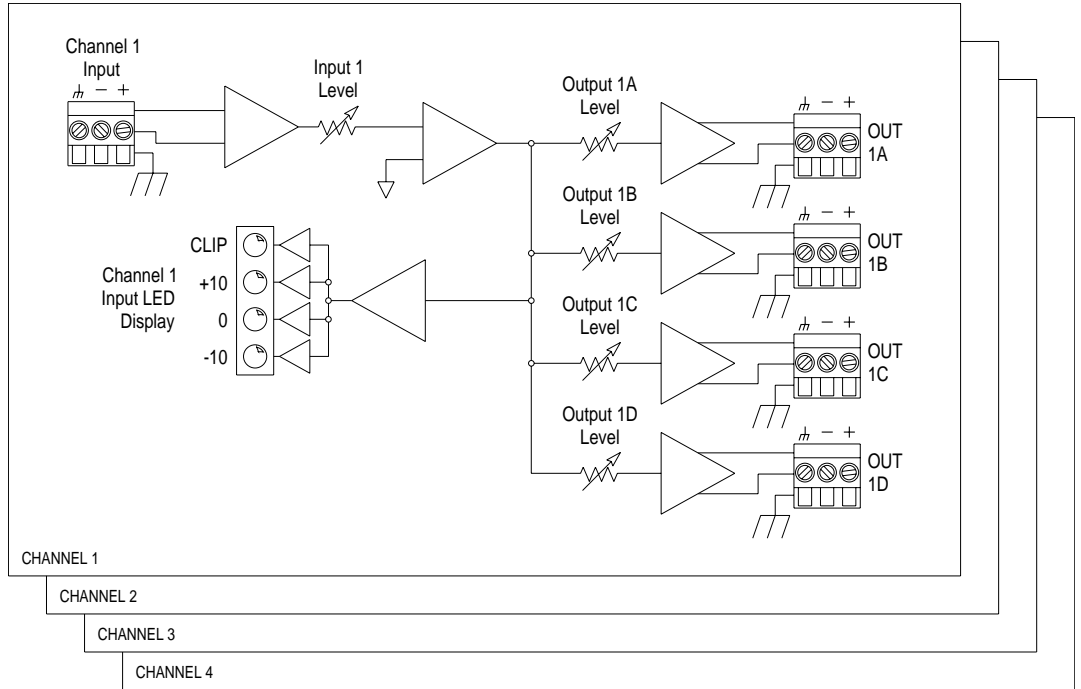 Channel 1
Input
− +
Input 1
Level
Output 1A
Level
− +
OUT
1A
Output 1B
Level
− +
OUT
1B
CLIP
+10
0
-10
Channel 1
Input LED
Display
Output 1C
Level
− +
OUT
1C
Output 1D
Level
− +
OUT
1D
CHANNEL 1
CHANNEL 2
CHANNEL 3
CHANNEL 4